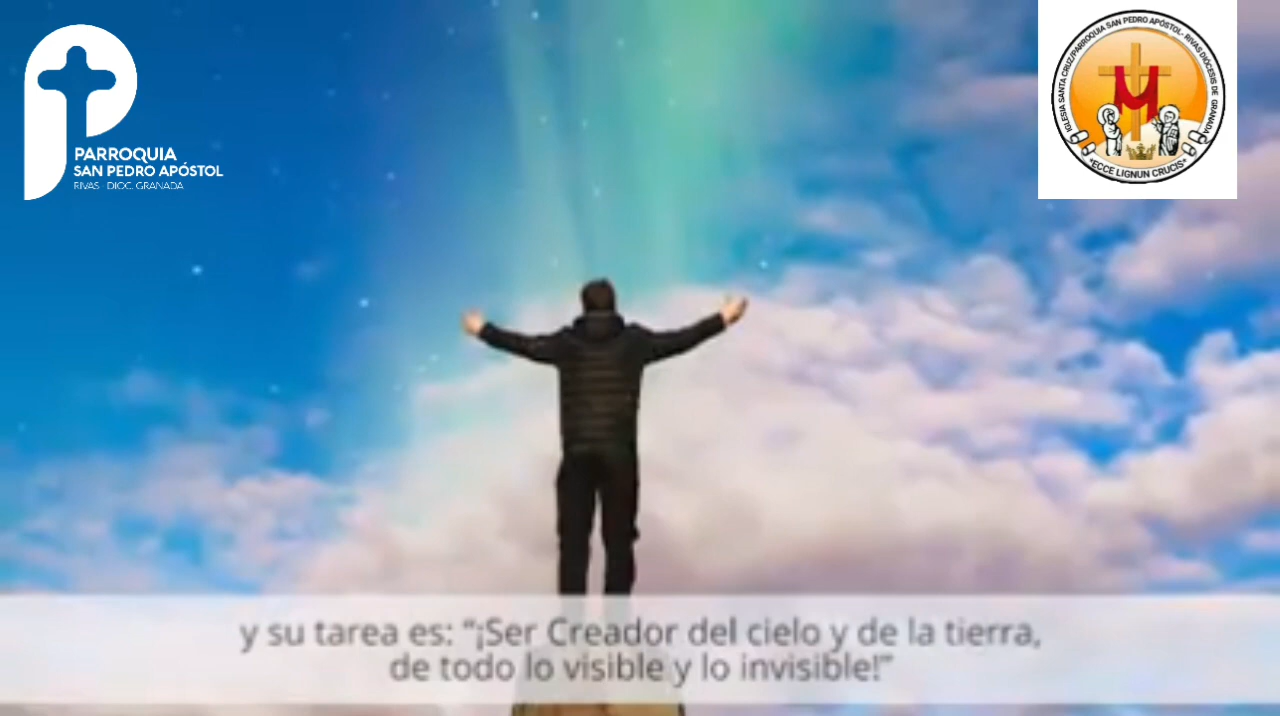 PARROQUIA
SAN PEDRO APÓSTOL
RIVAS - DIOC. GRANADA
IGLESIA SANTA CRUZ/PARROQUIA SAN PEDRO APÓSTOL- RIVAS DIÓCESIS DE GRANADA
*ECCE LIGNUN CRUCIS*
y su tarea es: “¡Ser Creador del cielo y de la tierra,
de todo lo visible y lo invisible!”